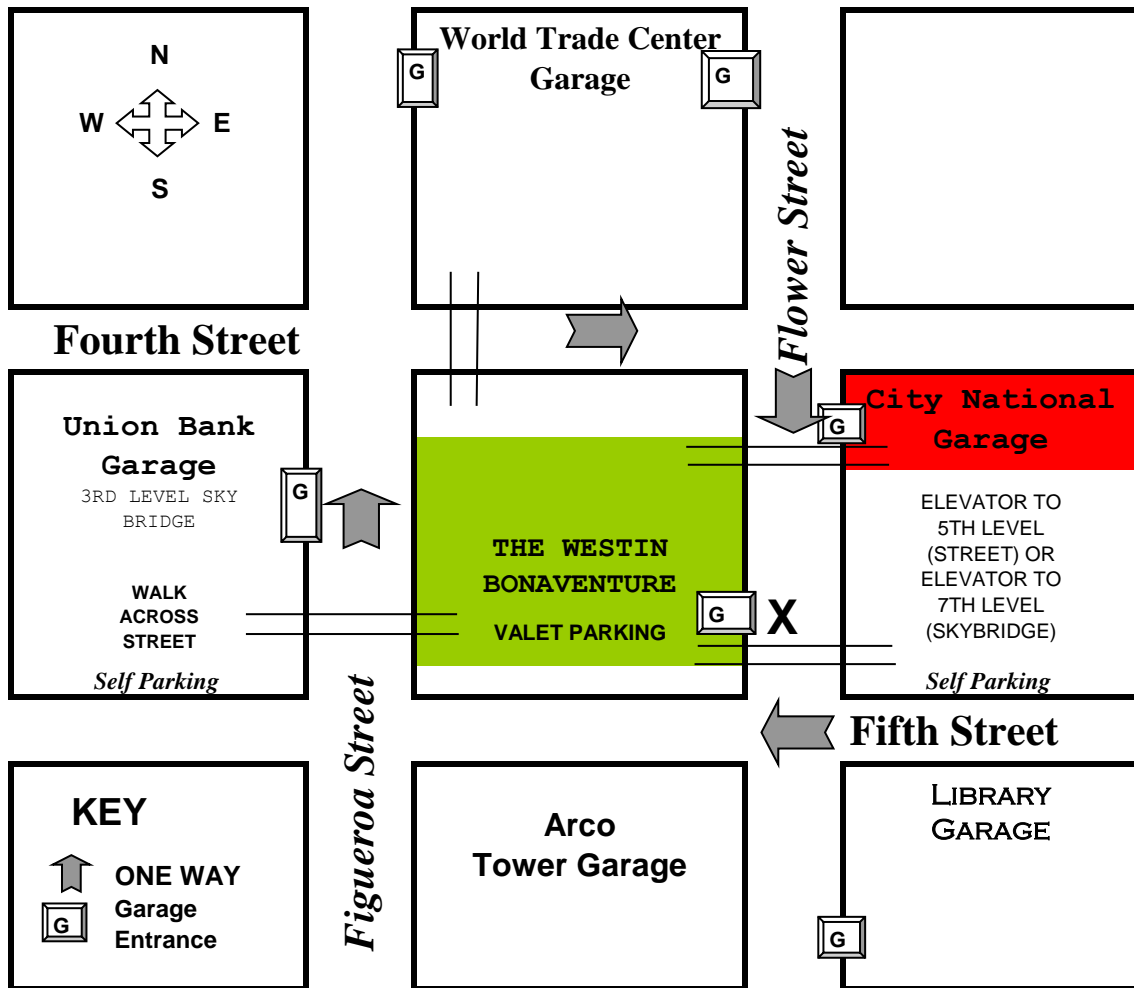 World Trade Center
Garage
G
G
N
W
E
S
Flower Street
Fourth Street
Union Bank
Garage
3RD LEVEL SKY
BRIDGE
G
WALK
ACROSS
STREET
Self Parking
THE WESTIN
BONAVENTURE
VALET PARKING
G
X
City National
Garage
G
ELEVATOR TO
5TH LEVEL
(STREET) OR
ELEVATOR TO
7TH LEVEL
(SKYBRIDGE)
Self Parking
Figueroa Street
Fifth Street
KEY
ONE WAY
G
Garage
Entrance
Arco
Tower Garage
LIBRARY
GARAGE
G